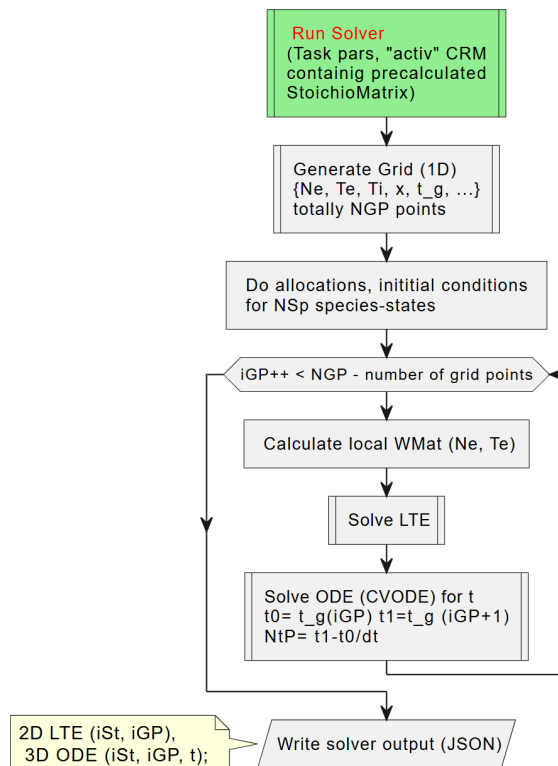 Run Solver
(Task pars, "activ" CRM
containig precalculated
StoichioMatrix)
Generate Grid (1D)
{Ne, Te, Ti, x, t_g, ...}
totally NGP points
Do allocations, inititial conditions
for NSp species-states
iGP++ < NGP - number of grid points
Calculate local WMat (Ne, Te)
Solve LTE
Solve ODE (CVODE) for t
t0= t_g(iGP) t1=t_g (iGP+1)
NtP= t1-t0/dt
2D LTE (iSt, iGP),
3D ODE (iSt, iGP, t);
Write solver output (JSON)